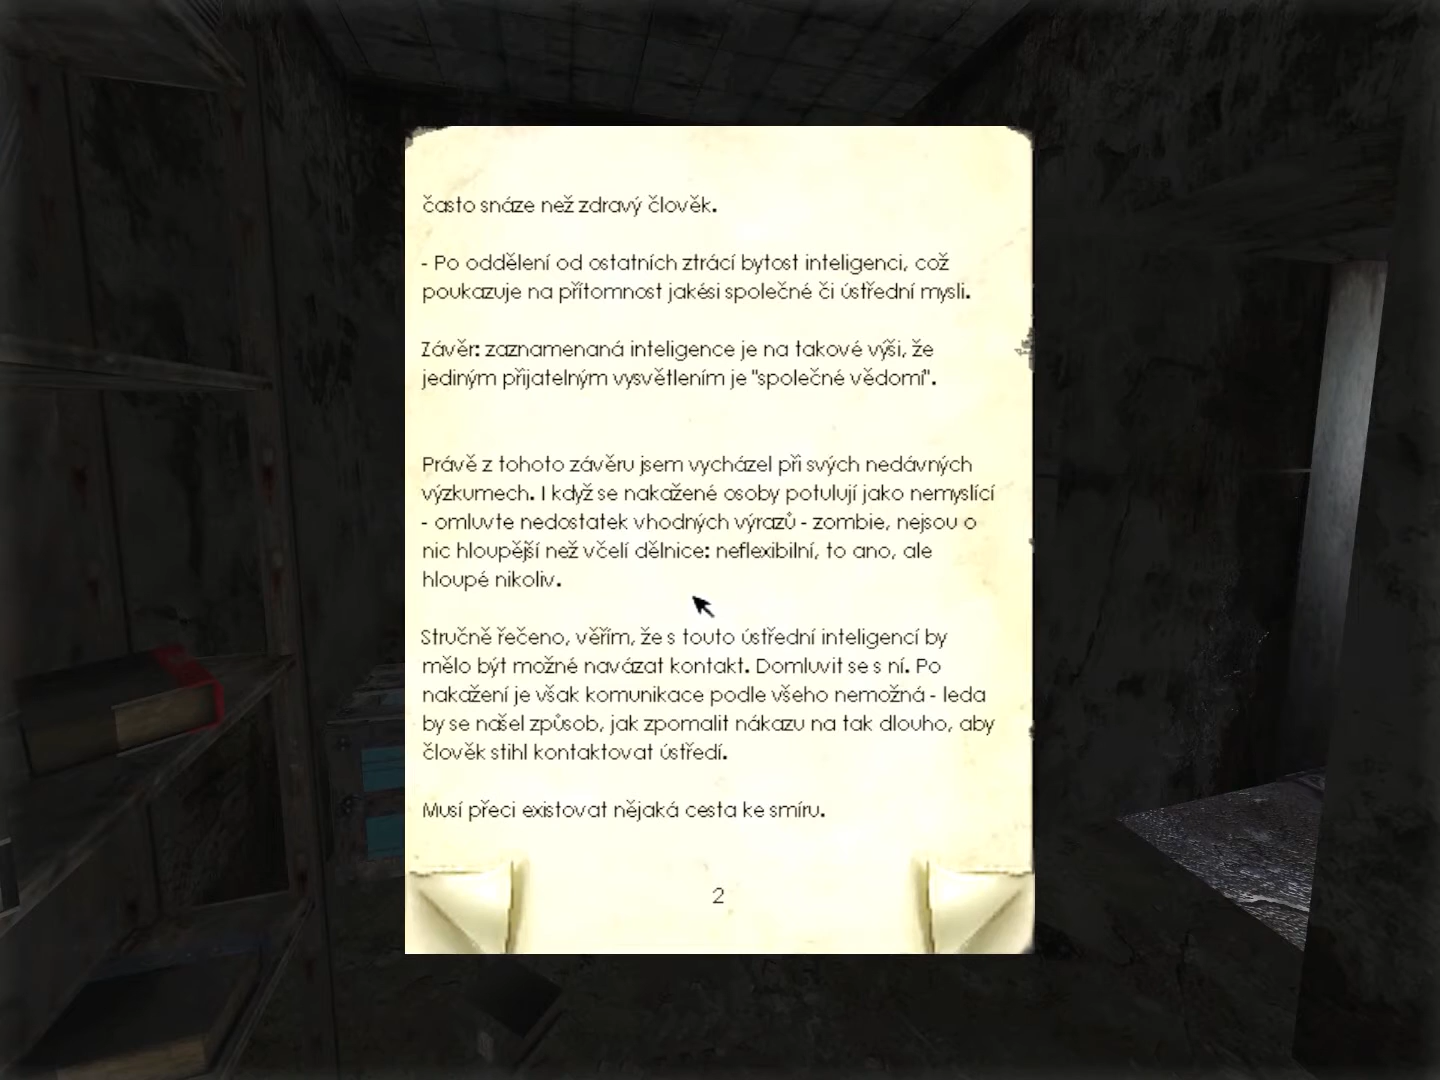 často snáze než zdravý člověk.
- Po oddělení od ostatních ztrácí bytost inteligenci, což
poukazuje na přítomnost jakési společné či ústřední mysli.
Závěr: zaznamenaná inteligence je na takové výši, že
jediným přijatelným vysvětlením je "společné vědomí".
Právě z tohoto závěru jsem vycházel při svých nedávných
výzkumech. I když se nakažené osoby potulují jako nemyslící
- omluvte nedostatek vhodných výrazů - zombie, nejsou o
nic hloupější než včelí dělnice: neflexibilní, to ano, ale
hloupé nikoliv.
Stručně řečeno, věřím, že s touto ústřední inteligencí by
mělo být možné navázat kontakt. Domluvit se s ní. Po
nakažení je však komunikace podle všeho nemožná - leda
by se našel způsob, jak zpomalit nákazu na tak dlouho, aby
člověk stihl kontaktovat ústředí.
Musí přeci existovat nějaká cesta ke smíru.
2